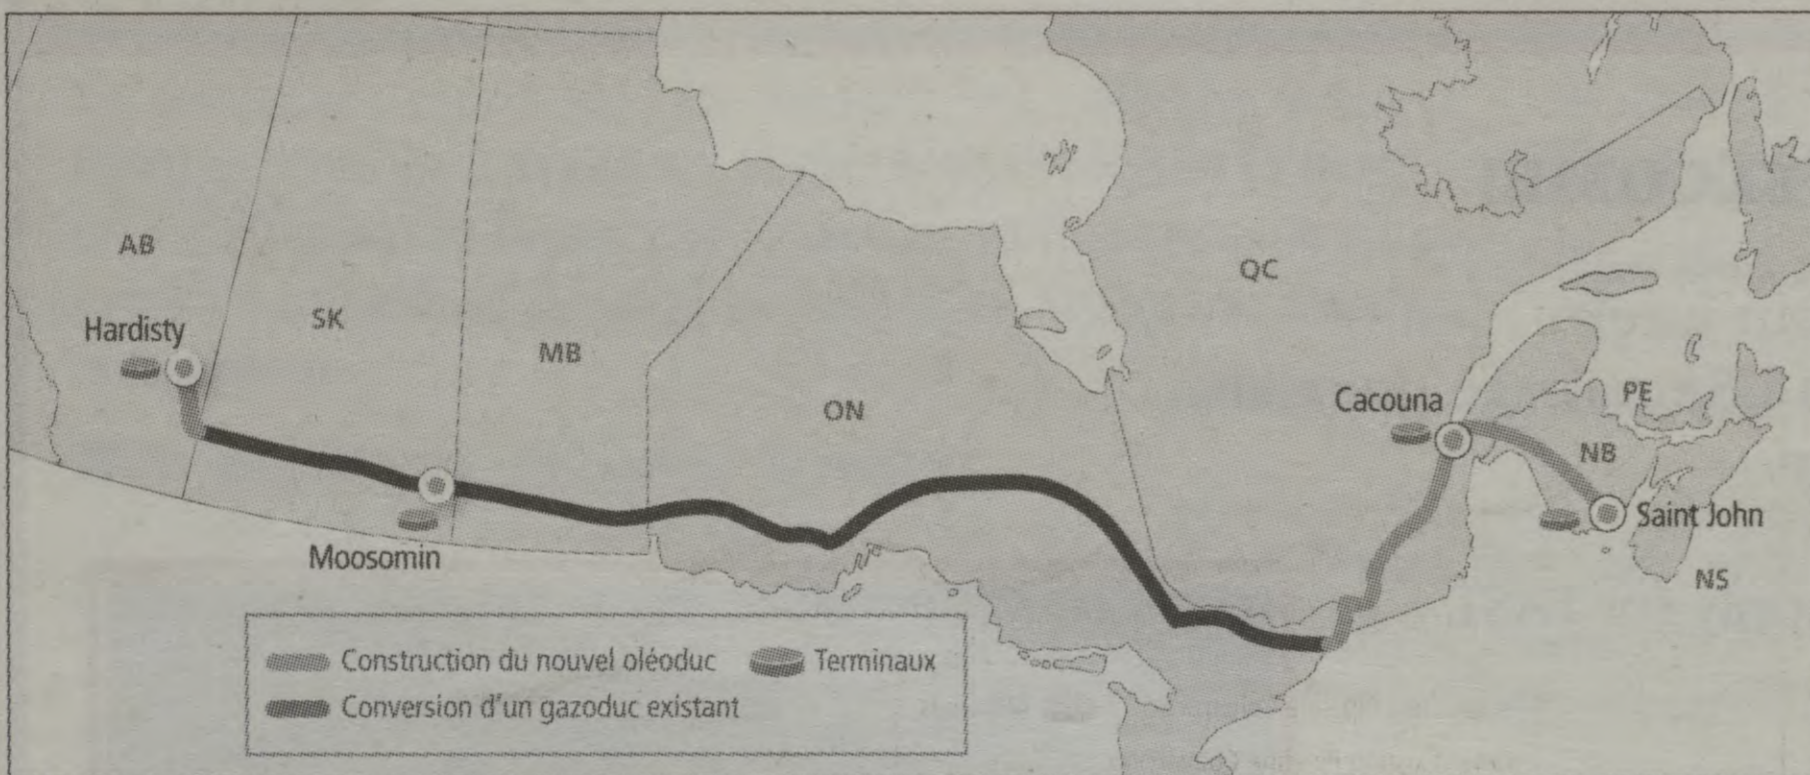 AB
Hardisty
SK
MB
ON
QC
Cacouna
PE
NB
Saint John
NS
Moosomin
Construction du nouvel oléoduc
Terminaux
Conversion d'un gazoduc existant